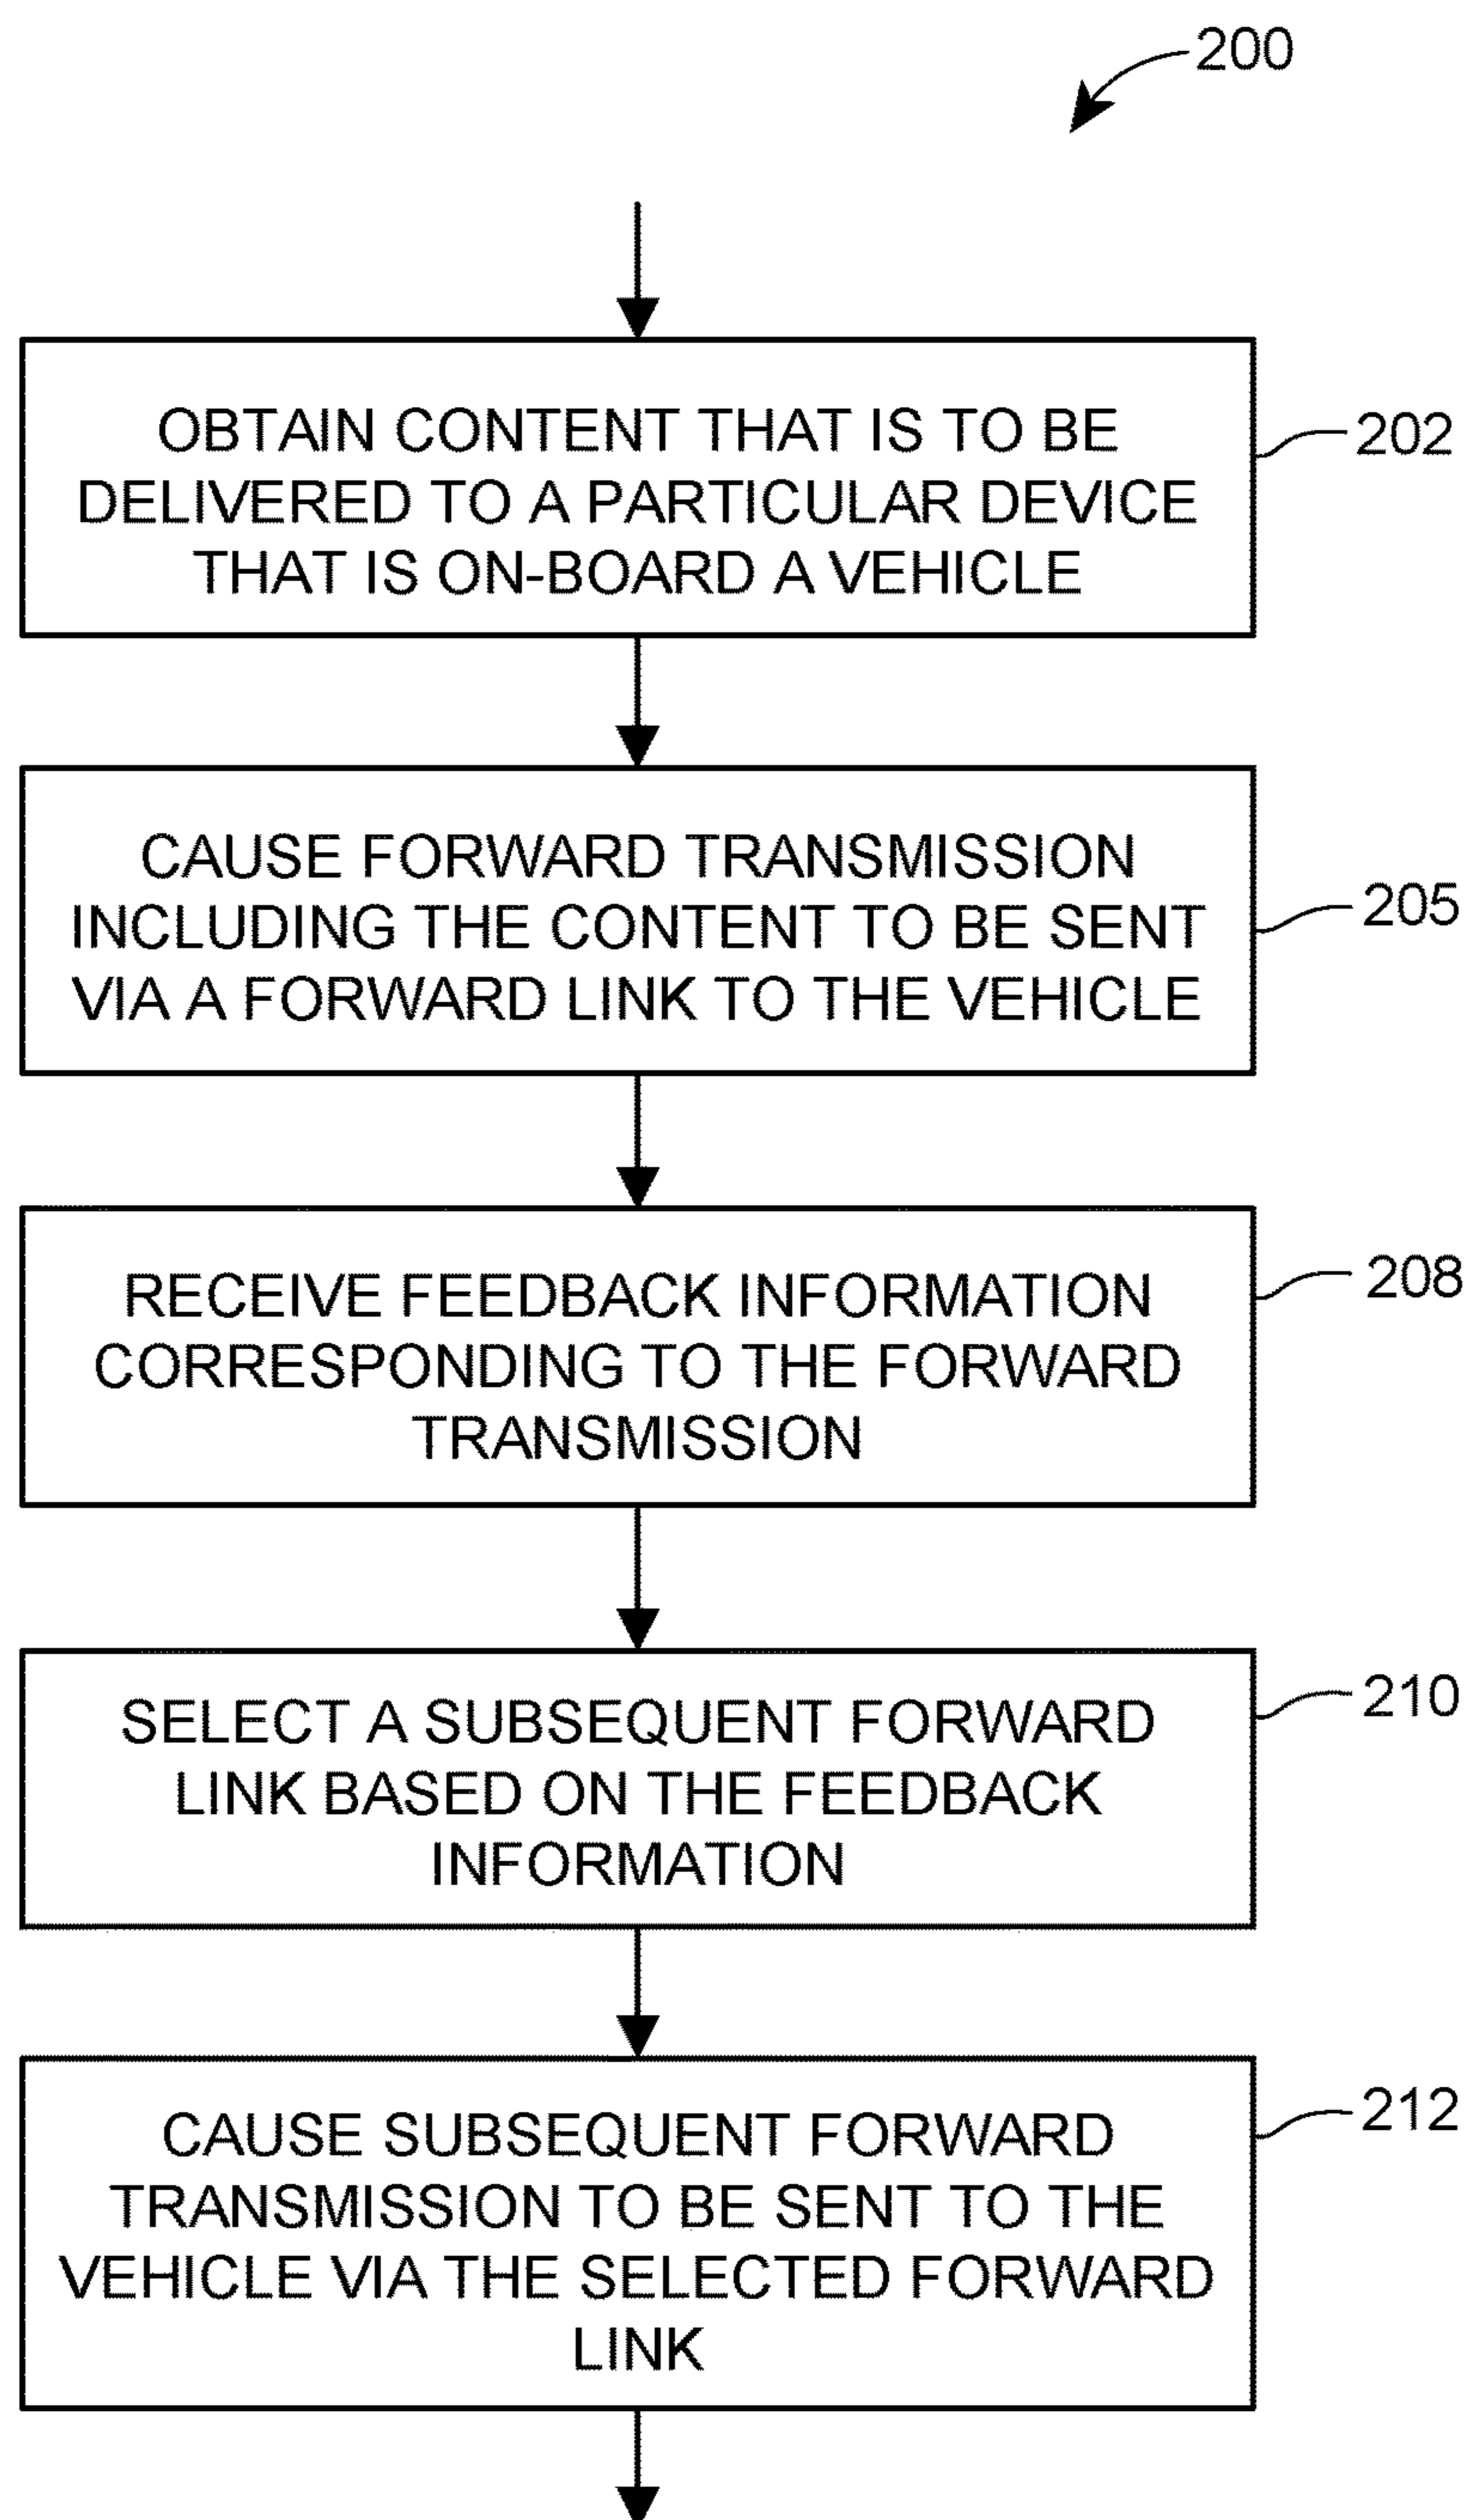 200
OBTAIN CONTENT THAT IS TO BE
DELIVERED TO A PARTICULAR DEVICE
THAT IS ON-BOARD A VEHICLE
202
CAUSE FORWARD TRANSMISSION
INCLUDING THE CONTENT TO BE SENT
VIA A FORWARD LINK TO THE VEHICLE
205
RECEIVE FEEDBACK INFORMATION
CORRESPONDING TO THE FORWARD
TRANSMISSION
208
SELECT A SUBSEQUENT FORWARD
LINK BASED ON THE FEEDBACK
INFORMATION
210
CAUSE SUBSEQUENT FORWARD
TRANSMISSION TO BE SENT TO THE
VEHICLE VIA THE SELECTED FORWARD
LINK
212